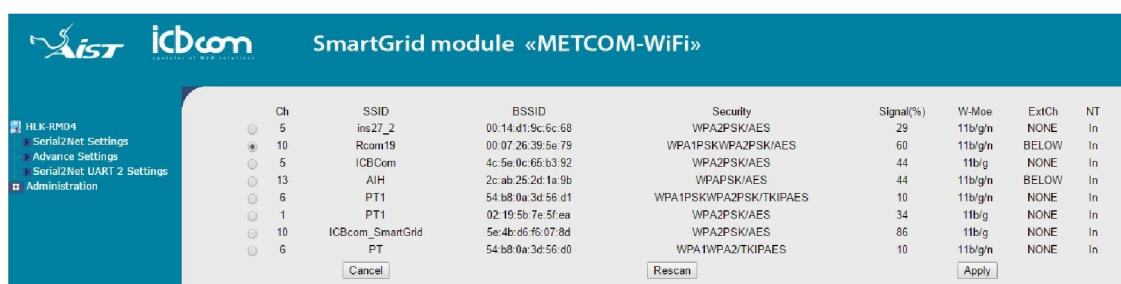 iST icbcom SmartGrid module «METCOM-WiFi»
operator of M2M solutions
HLK-RM04
Serial2Net Settings
Advance Settings
Serial2Net UART 2 Settings
Administration
Ch SSID BSSID Security Signal(%) W-Moe ExtCh NT
5 ins27_2 00:14:d1:9c:6c:68 WPA2PSK/AES 29 11b/g/n NONE In
10 Rcom19 00:07:26:39:5e:79 WPA1PSKWPA2PSK/AES 60 11b/g/n BELOW In
5 ICBCom 4c:5e:0c:65:b3:92 WPA2PSK/AES 44 11b/g NONE In
13 AIH 2c:ab:25:2d:1a:9b WPAPSK/AES 44 11b/g/n BELOW In
6 PT1 54:b8:0a:3d:56:d1 WPA1PSKWPA2PSK/TKIPAES 10 11b/g/n NONE In
1 PT1 02:19:5b:7e:5f:ea WPA2PSK/AES 34 11b/g NONE In
10 ICBcom_SmartGrid 5e:4b:d6:f6:07:8d WPA2PSK/AES 86 11b/g NONE In
6 PT 54:b8:0a:3d:56:d0 WPA1WPA2/TKIPAES 10 11b/g/n NONE In
Cancel Rescan Apply